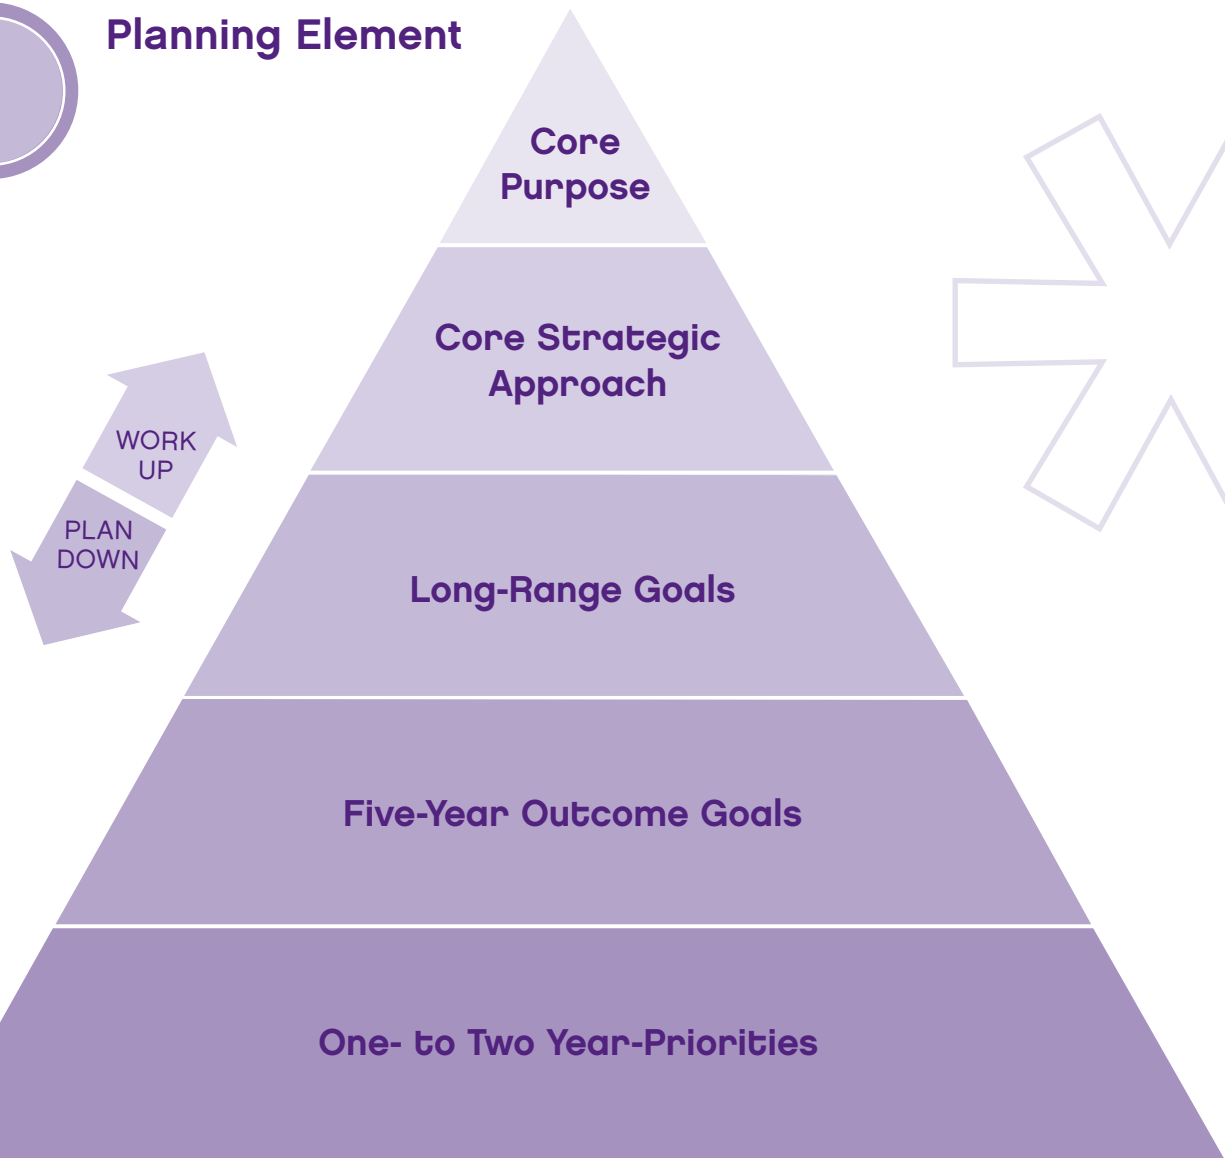 Planning Element
Core
Purpose
Core Strategic
Approach
WORK
UP
PLAN
DOWN
Long-Range Goals
Five-Year Outcome Goals
One- to Two Year-Priorities